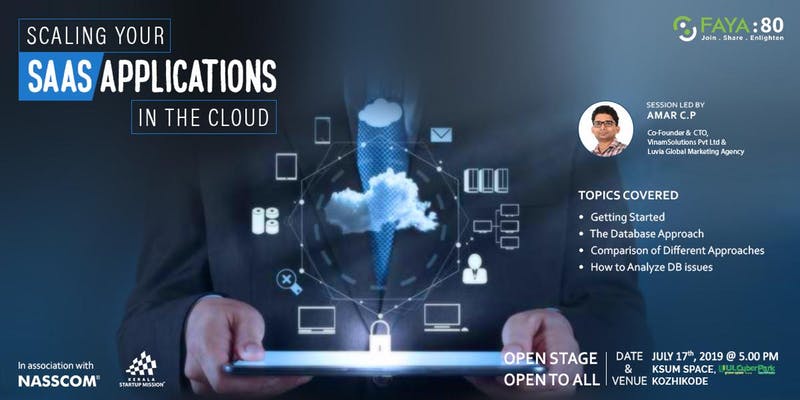 SCALING YOUR
SAAS APPLICATIONS
IN THE CLOUD
FAYA:80
Join . Share . Enlighten
SESSION LED BY
AMAR C.P
Co-Founder & CTO,
VinamSolutions Pvt Ltd &
Luvia Global Marketing Agency
TOPICS COVERED
• Getting Started
• The Database Approach
• Comparison of Different Approaches
• How to Analyze DB issues
In association with
NASSCOM®
KERALA
STARTUP MISSION
OPEN STAGE
OPEN TO ALL
DATE
&
VENUE
JULY 17th, 2019 @ 5.00 PM
KSUM SPACE, ULCyberPark
KOZHIKODE